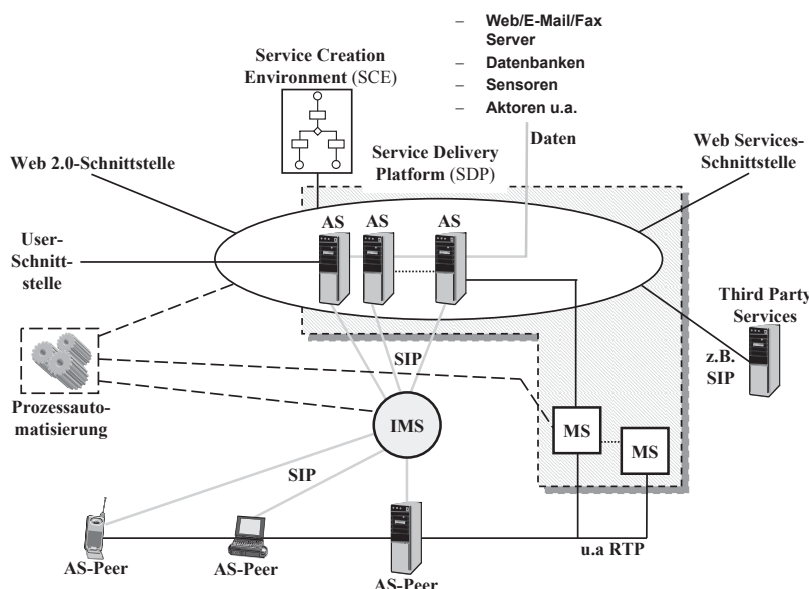 – Web/E-Mail/Fax
Server
– Datenbanken
– Sensoren
– Aktoren u.a.
Service Creation
Environment (SCE)
Daten
Web 2.0-Schnittstelle
Service Delivery
Platform (SDP)
Web Services-
Schnittstelle
AS
AS
AS
User-
Schnitt-
stelle
Third Party
Services
SIP
z.B.
SIP
Prozessauto-
matisierung
IMS
MS
MS
SIP
AS-Peer
AS-Peer
AS-Peer
u.a RTP